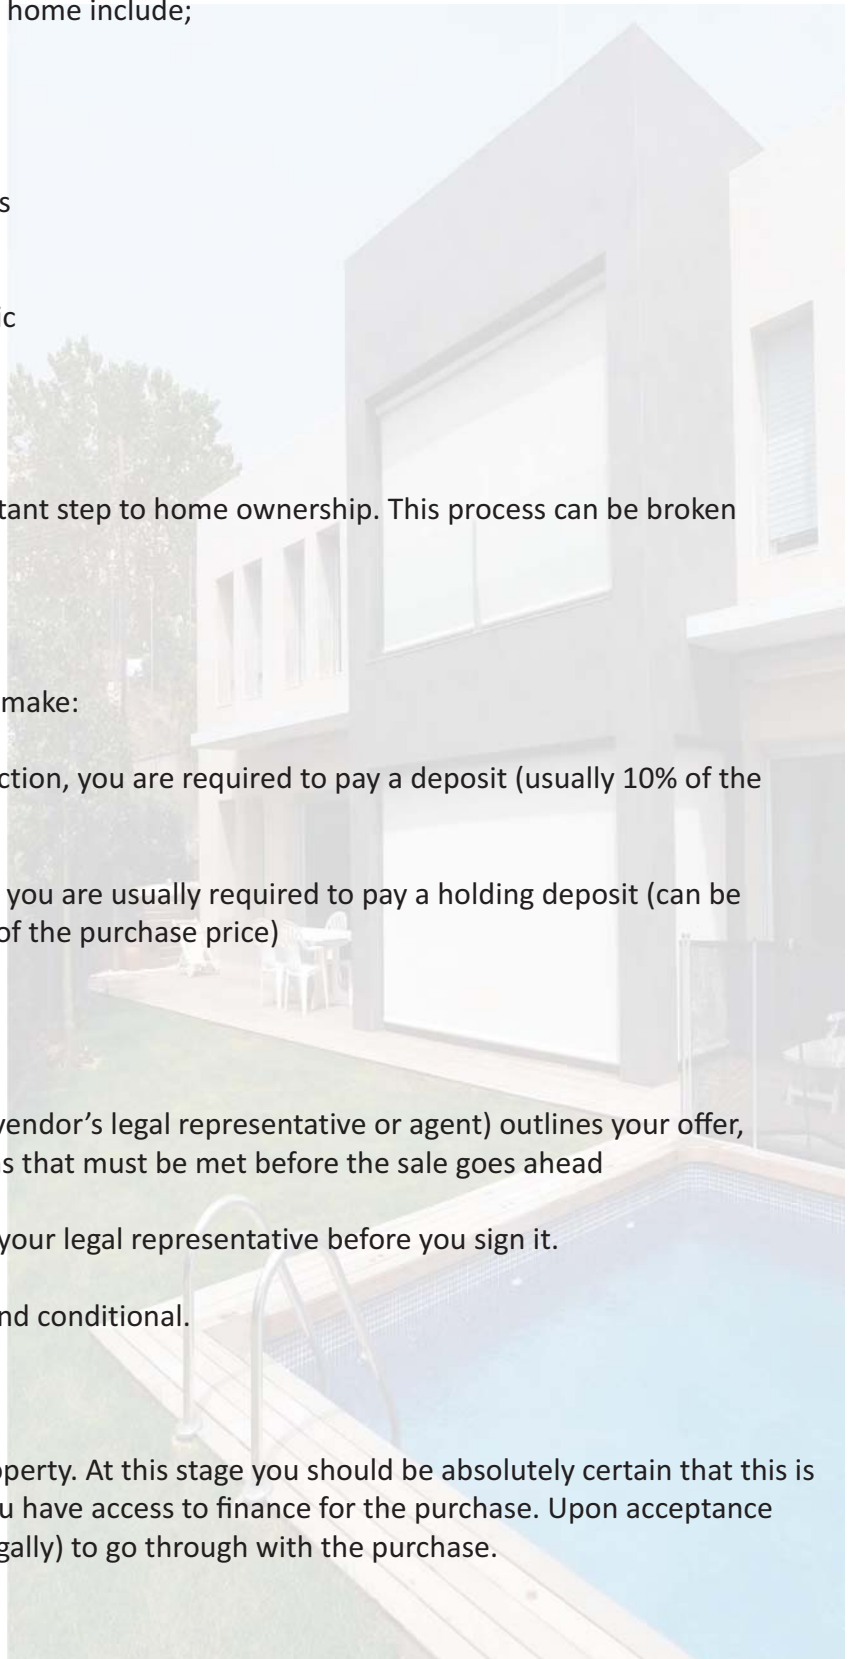 home include;
s
ic
tant step to home ownership. This process can be broken
make:
ction, you are required to pay a deposit (usually 10% of the
you are usually required to pay a holding deposit (can be
of the purchase price)
vendor’s legal representative or agent) outlines your offer,
s that must be met before the sale goes ahead
your legal representative before you sign it.
nd conditional.
perty. At this stage you should be absolutely certain that this is
u have access to finance for the purchase. Upon acceptance
gally) to go through with the purchase.